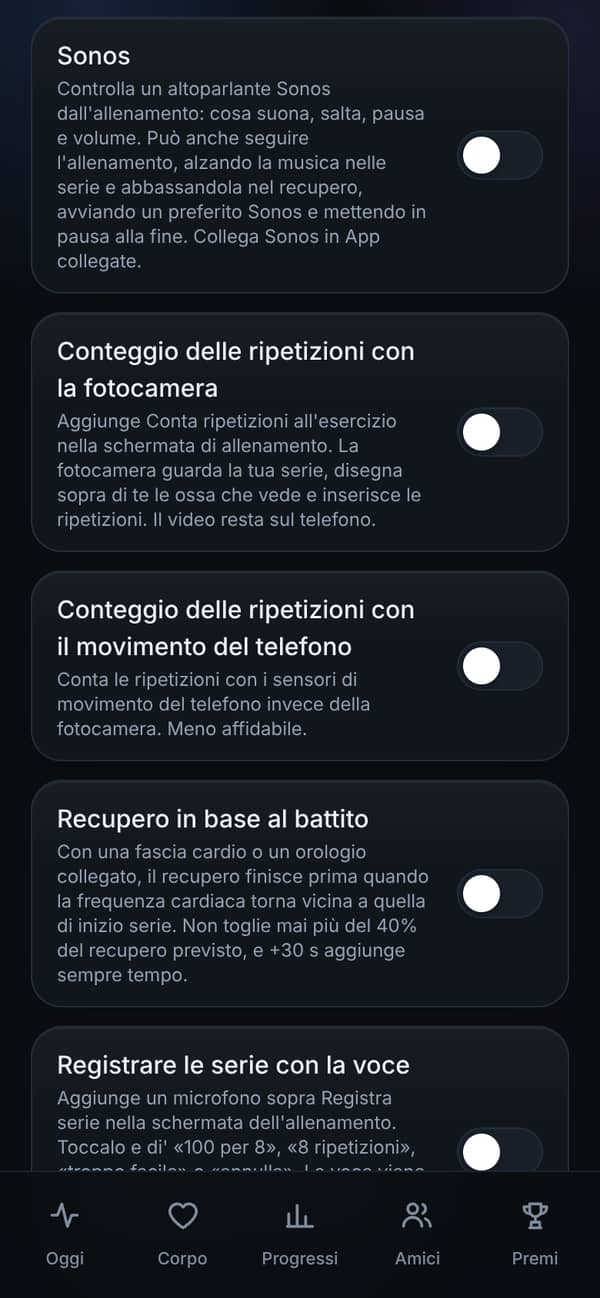 Sonos
Controlla un altoparlante Sonos
dall'allenamento: cosa suona, salta, pausa
e volume. Può anche seguire
l'allenamento, alzando la musica nelle
serie e abbassandola nel recupero,
avviando un preferito Sonos e mettendo in
pausa alla fine. Collega Sonos in App
collegate.
Conteggio delle ripetizioni con
la fotocamera
Aggiunge Conta ripetizioni all'esercizio
nella schermata di allenamento. La
fotocamera guarda la tua serie, disegna
sopra di te le ossa che vede e inserisce le
ripetizioni. Il video resta sul telefono.
Conteggio delle ripetizioni con
il movimento del telefono
Conta le ripetizioni con i sensori di
movimento del telefono invece della
fotocamera. Meno affidabile.
Recupero in base al battito
Con una fascia cardio o un orologio
collegato, il recupero finisce prima quando
la frequenza cardiaca torna vicina a quella
di inizio serie. Non toglie mai più del 40%
del recupero previsto, e +30 s aggiunge
sempre tempo.
Registrare le serie con la voce
Aggiunge un microfono sopra Registra
serie nella schermata dell'allenamento.
Toccalo e di' «100 per 8», «8 ripetizioni»,
«troppo facile» o «annulla». La voce viene
Oggi
Corpo
Progressi
Amici
Premi